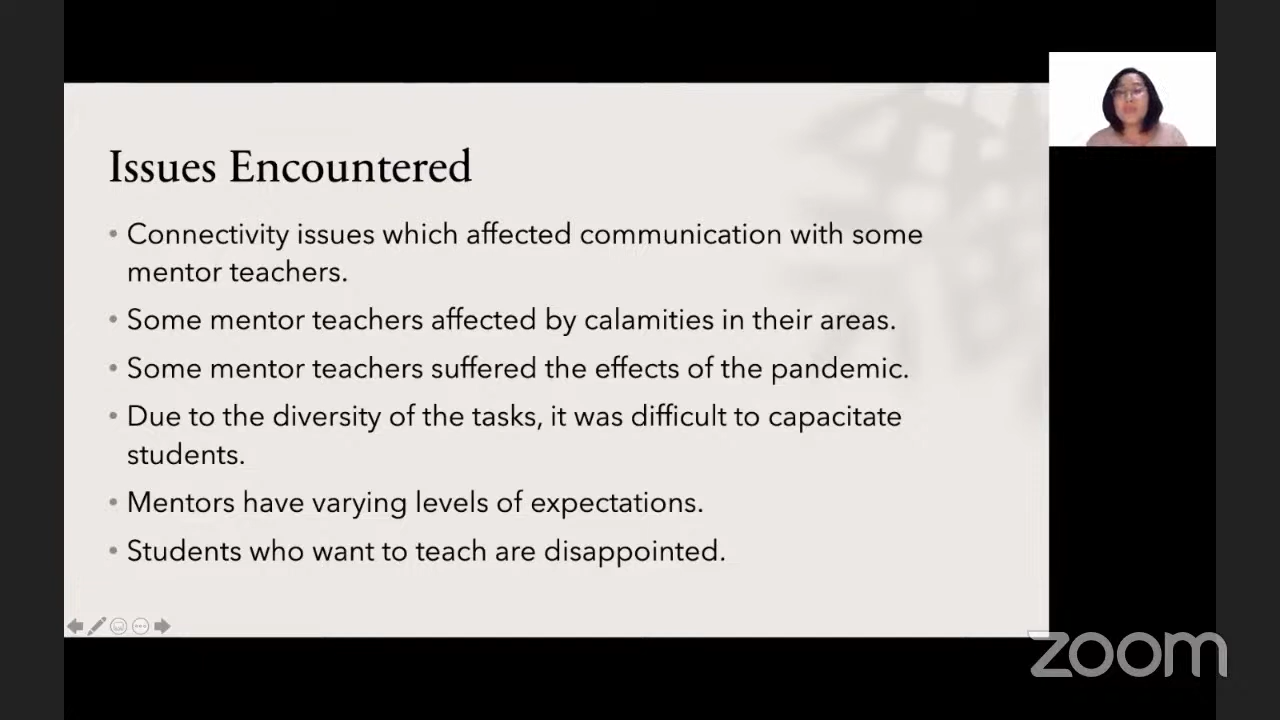 Issues Encountered
• Connectivity issues which affected communication with some
mentor teachers.
• Some mentor teachers affected by calamities in their areas.
• Some mentor teachers suffered the effects of the pandemic.
• Due to the diversity of the tasks, it was difficult to capacitate
students.
• Mentors have varying levels of expectations.
• Students who want to teach are disappointed.
zoom